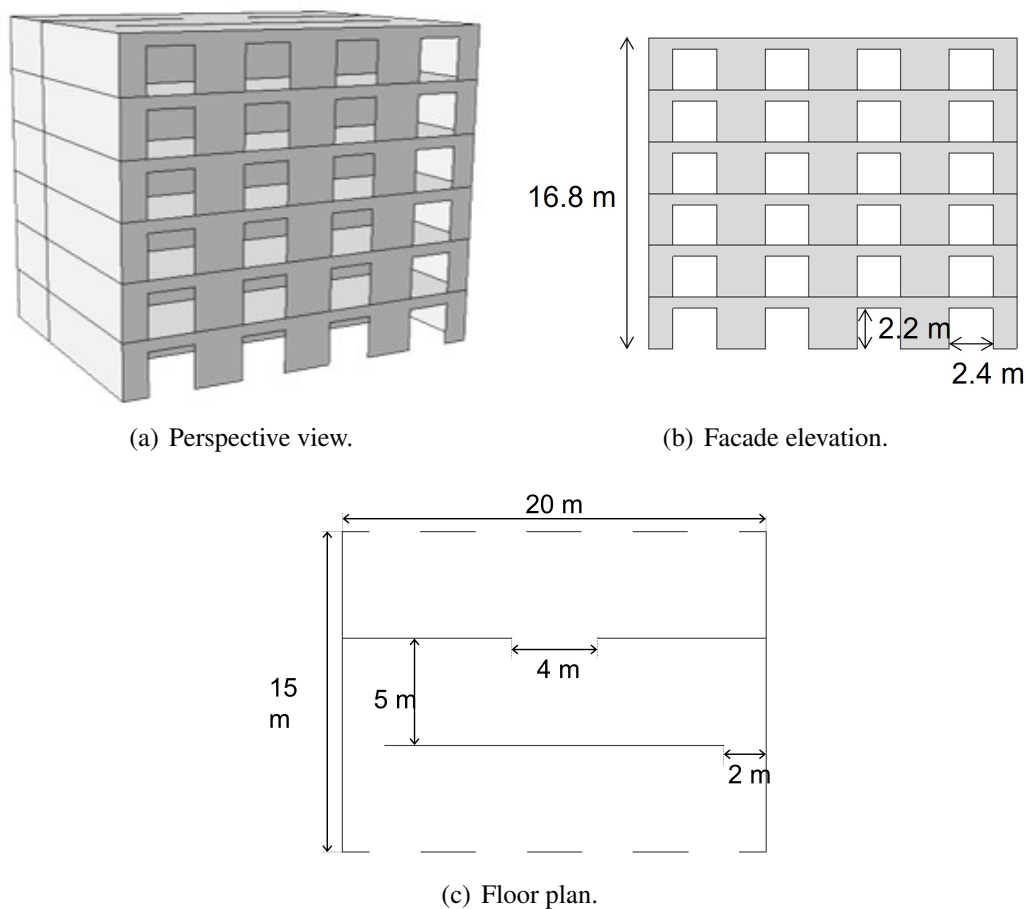 16.8 m
2.2 m
2.4 m
(a) Perspective view.
(b) Facade elevation.
20 m
4 m
15
m
5 m
2 m
(c) Floor plan.